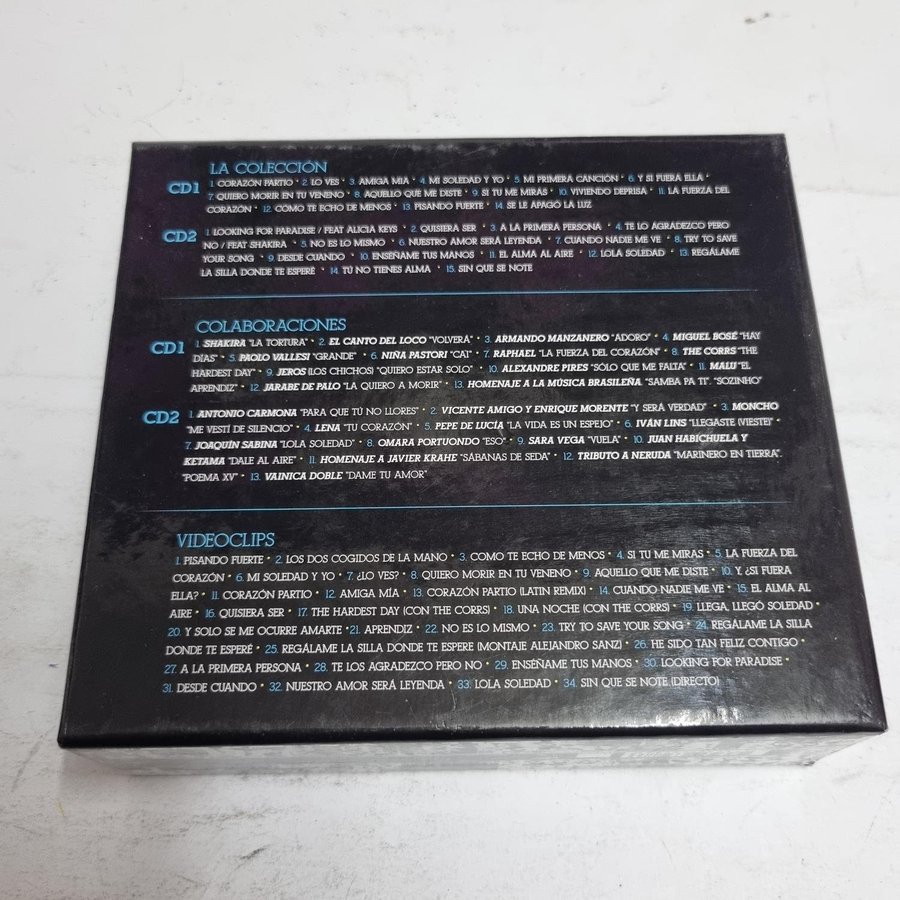 LA COLECCIÓN
CD1 1. CORAZÓN PARTIO • 2. LO VES • 3. AMIGA MIA • 4. MI SOLEDAD Y YO • 5. MI PRIMERA CANCIÓN • 6. Y SI FUERA ELLA •
7. QUIERO MORIR EN TU VENENO • 8. AQUELLO QUE ME DISTE • 9. SI TU ME MIRAS • 10. VIVIENDO DEPRISA • 11. LA FUERZA DEL
CORAZÓN • 12. CÓMO TE ECHO DE MENOS • 13. PISANDO FUERTE • 14. SE LE APAGÓ LA LUZ
CD2 1. LOOKING FOR PARADISE / FEAT ALICIA KEYS • 2. QUISIERA SER • 3. A LA PRIMERA PERSONA • 4. TE LO AGRADEZCO PERO
NO / FEAT SHAKIRA • 5. NO ES LO MISMO • 6. NUESTRO AMOR SERÁ LEYENDA • 7. CUANDO NADIE ME VE • 8. TRY TO SAVE
YOUR SONG • 9. DESDE CUANDO • 10. ENSÉÑAME TUS MANOS • 11. EL ALMA AL AIRE • 12. LOLA SOLEDAD • 13. REGÁLAME
LA SILLA DONDE TE ESPERÉ • 14. TÚ NO TIENES ALMA • 15. SIN QUE SE NOTE
COLABORACIONES
CD1 1. SHAKIRA "LA TORTURA" • 2. EL CANTO DEL LOCO "VOLVERÁ" • 3. ARMANDO MANZANERO "ADORO" • 4. MIGUEL BOSÉ "HAY
DÍAS" • 5. PAOLO VALLESI "GRANDE" • 6. NIÑA PASTORI "CAI" • 7. RAPHAEL "LA FUERZA DEL CORAZÓN" • 8. THE CORRS "THE
HARDEST DAY" • 9. JEROS (LOS CHICHOS) "QUIERO ESTAR SOLO" • 10. ALEXANDRE PIRES "SÓLO QUE ME FALTA" • 11. MALU "EL
APRENDIZ" • 12. JARABE DE PALO "LA QUIERO A MORIR" • 13. HOMENAJE A LA MÚSICA BRASILEÑA. "SAMBA PA TI". "SOZINHO"
CD2 1. ANTONIO CARMONA "PARA QUE TÚ NO LLORES" • 2. VICENTE AMIGO Y ENRIQUE MORENTE "Y SERÁ VERDAD" • 3. MONCHO
"ME VESTÍ DE SILENCIO" • 4. LENA "TU CORAZÓN" • 5. PEPE DE LUCÍA "LA VIDA ES UN ESPEJO" • 6. IVÁN LINS "LLEGASTE (VIESTE)" •
7. JOAQUÍN SABINA "LOLA SOLEDAD" • 8. OMARA PORTUONDO "ESO" • 9. SARA VEGA "VUELA" • 10. JUAN HABICHUELA Y
KETAMA "DALE AL AIRE" • 11. HOMENAJE A JAVIER KRAHE "SÁBANAS DE SEDA" • 12. TRIBUTO A NERUDA "MARINERO EN TIERRA".
"POEMA XV" • 13. VAINICA DOBLE "DAME TU AMOR"
VIDEOCLIPS
1. PISANDO FUERTE • 2. LOS DOS COGIDOS DE LA MANO • 3. COMO TE ECHO DE MENOS • 4. SI TU ME MIRAS • 5. LA FUERZA DEL
CORAZÓN • 6. MI SOLEDAD Y YO • 7. ¿LO VES? • 8. QUIERO MORIR EN TU VENENO • 9. AQUELLO QUE ME DISTE • 10. Y ¿SI FUERA
ELLA? • 11. CORAZÓN PARTIO • 12. AMIGA MÍA • 13. CORAZÓN PARTIO (LATIN REMIX) • 14. CUANDO NADIE ME VE • 15. EL ALMA AL
AIRE • 16. QUISIERA SER • 17. THE HARDEST DAY (CON THE CORRS) • 18. UNA NOCHE (CON THE CORRS) • 19. LLEGA, LLEGÓ SOLEDAD •
20. Y SOLO SE ME OCURRE AMARTE • 21. APRENDIZ • 22. NO ES LO MISMO • 23. TRY TO SAVE YOUR SONG • 24. REGÁLAME LA SILLA
DONDE TE ESPERÉ • 25. REGÁLAME LA SILLA DONDE TE ESPERE (MONTAJE ALEJANDRO SANZ) • 26. HE SIDO TAN FELIZ CONTIGO •
27. A LA PRIMERA PERSONA • 28. TE LOS AGRADEZCO PERO NO • 29. ENSÉÑAME TUS MANOS • 30. LOOKING FOR PARADISE •
31. DESDE CUANDO • 32. NUESTRO AMOR SERÁ LEYENDA • 33. LOLA SOLEDAD • 34. SIN QUE SE NOTE (DIRECTO)